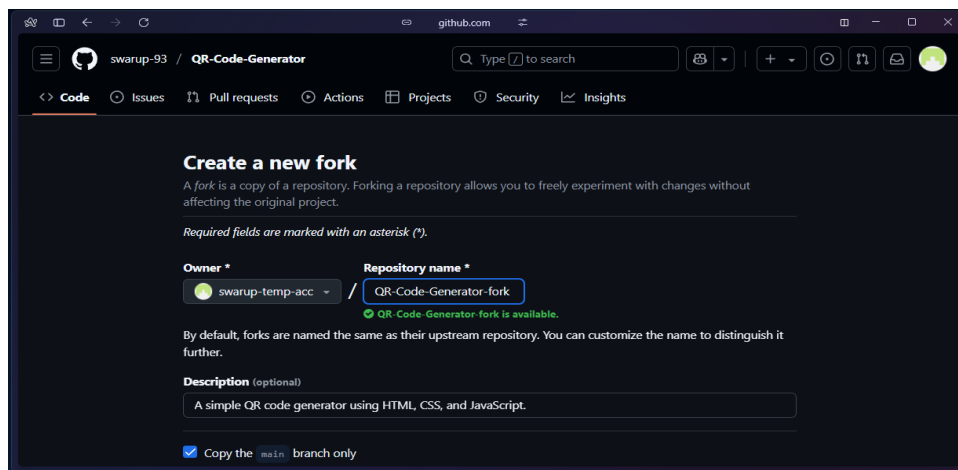 github.com
swarup-93 / QR-Code-Generator
Type / to search
<> Code Issues Pull requests Actions Projects Security Insights
Create a new fork
A fork is a copy of a repository. Forking a repository allows you to freely experiment with changes without
affecting the original project.
Required fields are marked with an asterisk (*).
Owner * Repository name *
swarup-temp-acc / QR-Code-Generator-fork
QR-Code-Generator-fork is available.
By default, forks are named the same as their upstream repository. You can customize the name to distinguish it
further.
Description (optional)
A simple QR code generator using HTML, CSS, and JavaScript.
Copy the main branch only